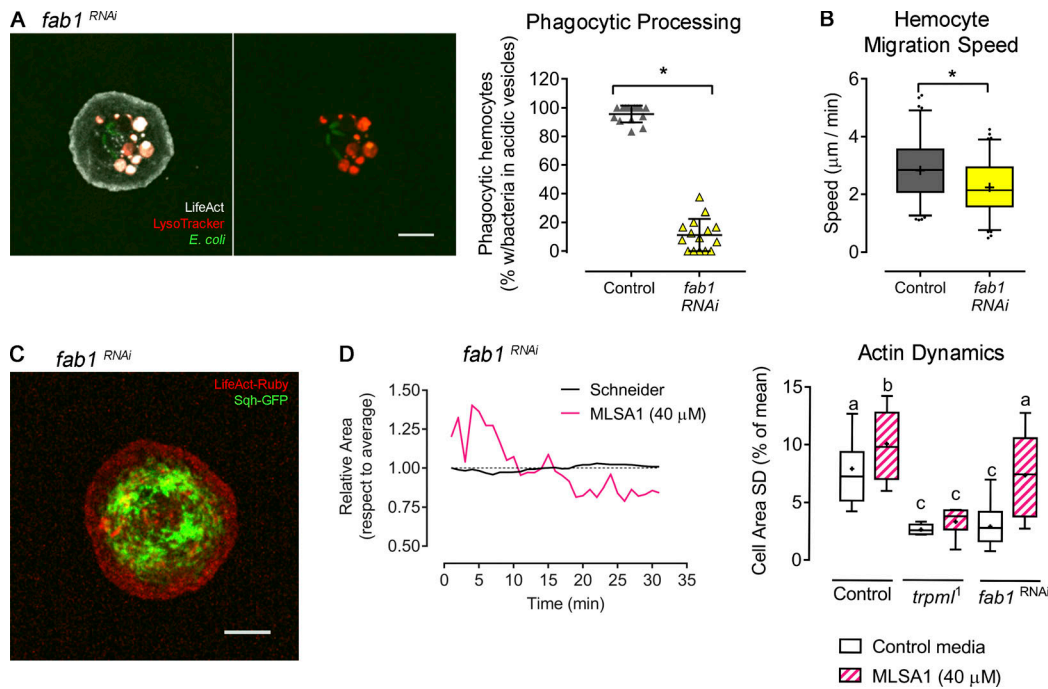 A
fab1 RNAi
LifeAct
LysoTracker
E. coli
Phagocytic Processing
Phagocytic hemocytes
(% w/bacteria in acidic vesicles)
120
100
80
60
40
20
0
*
Control
fab1
RNAi
B
Hemocyte
Migration Speed
Speed (μm / min)
6
4
2
0
*
Control
fab1
RNAi
C
fab1 RNAi
LifeAct-Ruby
Sqh-GFP
D
fab1 RNAi
Relative Area
(respect to average)
1.50
1.25
1.00
0.75
0.50
Schneider
MLSA1 (40 μM)
0 5 10 15 20 25 30 35
Time (min)
Actin Dynamics
Cell Area SD (% of mean)
15
10
5
0
a b c c c a
Control trpml1 fab1 RNAi
Control media
MLSA1 (40 μM)